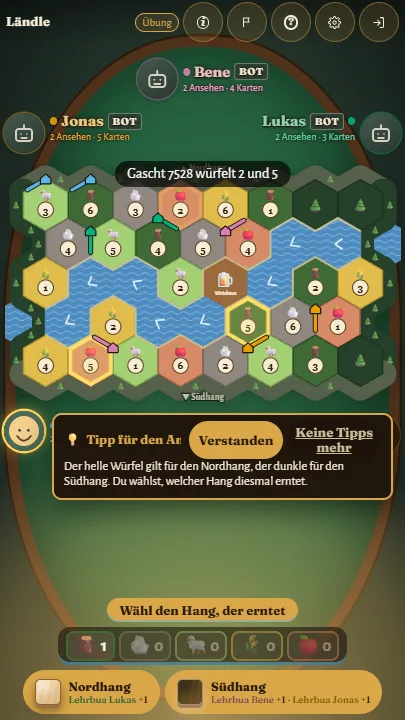 Ländle
Übung
Bene BOT
2 Ansehen · 4 Karten
Jonas BOT
2 Ansehen · 5 Karten
Lukas BOT
2 Ansehen · 3 Karten
Gascht 7528 würfelt 2 und 5
3 6 3 2 6 1
4 5 4 5 4
1 2 Wirtshaus 2 3
2 5 6 1
4 5 1 6 2 4 3
▼ Südhang
Tipp für den An
Verstanden
Keine Tipps mehr
Der helle Würfel gilt für den Nordhang, der dunkle für den
Südhang. Du wählst, welcher Hang diesmal erntet.
Wähl den Hang, der erntet
1 0 0 0 0
Nordhang
Lehrbua Lukas +1
Südhang
Lehrbua Bene +1 · Lehrbua Jonas +1